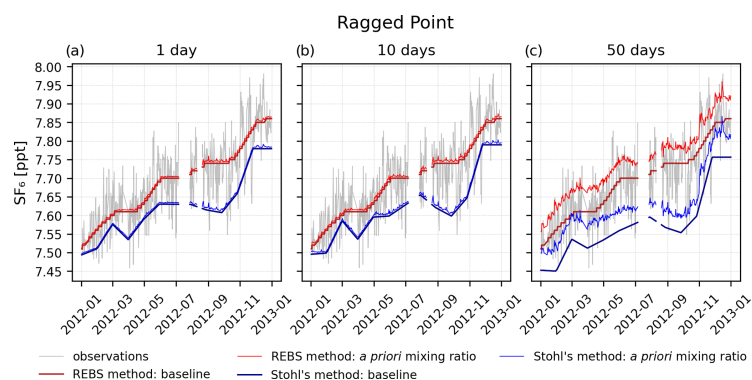 Ragged Point
(a) 1 day
(b) 10 days
(c) 50 days
SF₆ [ppt]
8.00
7.95
7.90
7.85
7.80
7.75
7.70
7.65
7.60
7.55
7.50
7.45
2012-01 2012-03 2012-05 2012-07 2012-09 2012-11 2013-01
2012-01 2012-03 2012-05 2012-07 2012-09 2012-11 2013-01
2012-01 2012-03 2012-05 2012-07 2012-09 2012-11 2013-01
observations
REBS method: baseline
REBS method: a priori mixing ratio
Stohl's method: baseline
Stohl's method: a priori mixing ratio